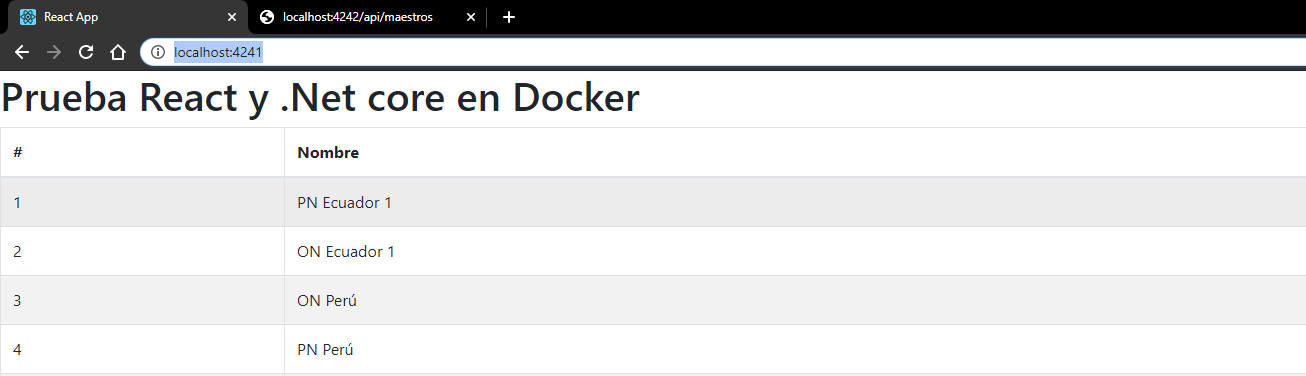 React App
localhost:4242/api/maestros
localhost:4241
Prueba React y .Net core en Docker
# Nombre
1 PN Ecuador 1
2 ON Ecuador 1
3 ON Perú
4 PN Perú